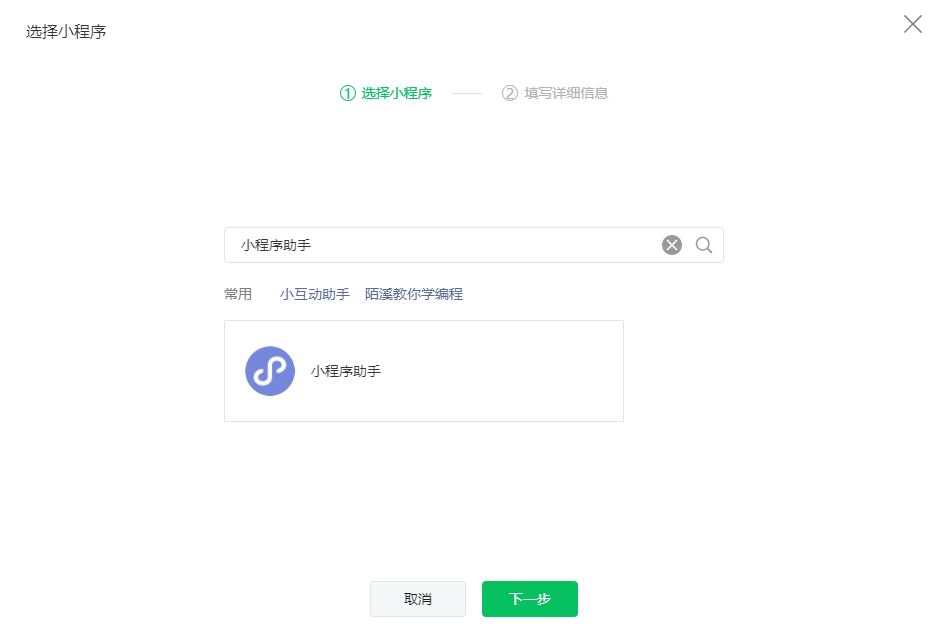 选择小程序
① 选择小程序 ② 填写详细信息
小程序助手
常用 小互动助手 陌溪教你学编程
小程序助手
取消 下一步